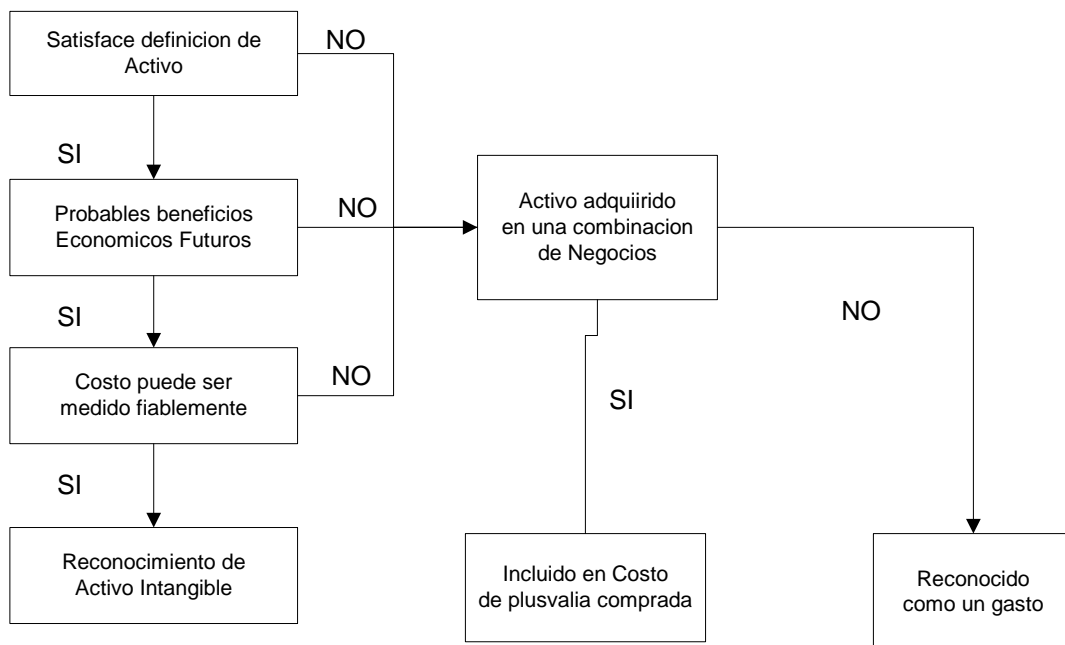 Satisface definicion de
Activo
NO
SI
Probables beneficios
Economicos Futuros
NO
Activo adquiirido
en una combinacion
de Negocios
SI
NO
Costo puede ser
medido fiablemente
NO
SI
SI
Reconocimiento de
Activo Intangible
Incluido en Costo
de plusvalia comprada
Reconocido
como un gasto